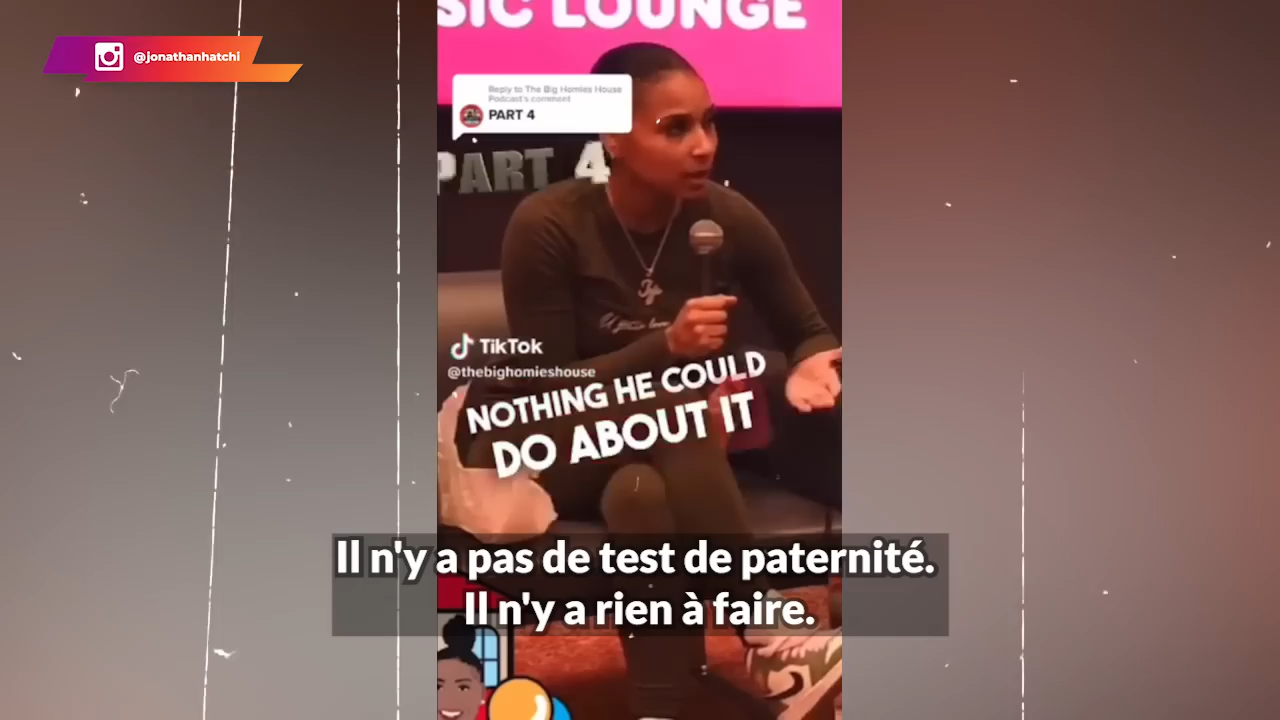 SIC LOUNGE
@jonathanhatchi
Reply to The Big Homies House
Podcast's comment
PART 4
PART 4
TikTok
@thebighomieshouse
NOTHING HE COULD
DO ABOUT IT
Il n'y a pas de test de paternité.
Il n'y a rien à faire.